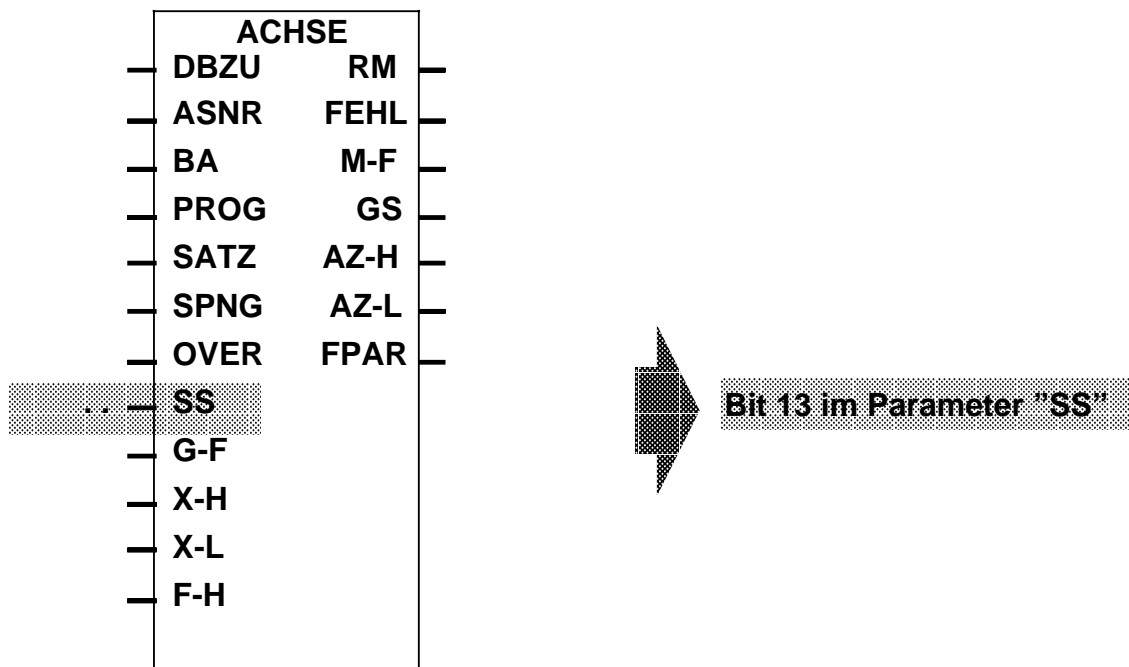 ACHSE
DBZU RM
ASNR FEHL
BA M-F
PROG GS
SATZ AZ-H
SPNG AZ-L
OVER FPAR
. . SS
Bit 13 im Parameter ”SS”
G-F
X-H
X-L
F-H